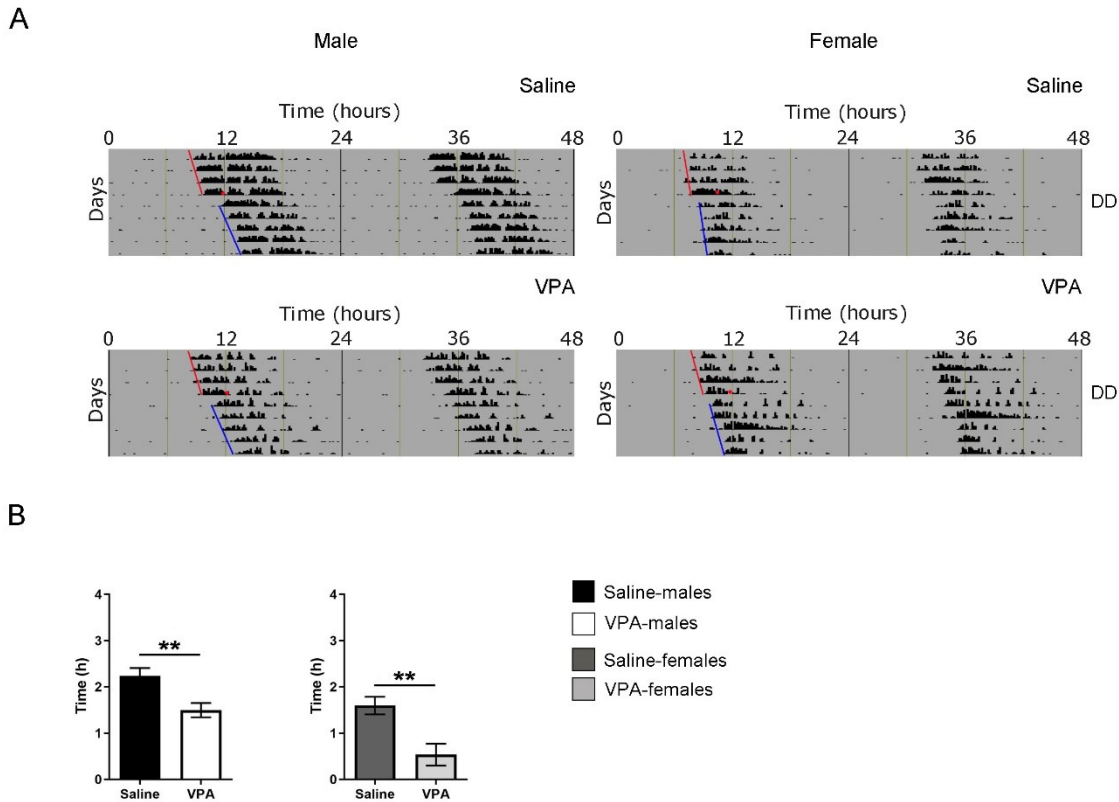 A
Male
Female
Saline
Saline
Time (hours)
Time (hours)
0 12 24 36 48
0 12 24 36 48
Days
Days
DD
VPA
VPA
Time (hours)
Time (hours)
0 12 24 36 48
0 12 24 36 48
Days
Days
DD
B
4
3
2
1
0
Time (h)
**
Saline VPA
4
3
2
1
0
Time (h)
**
Saline VPA
Saline-males
VPA-males
Saline-females
VPA-females